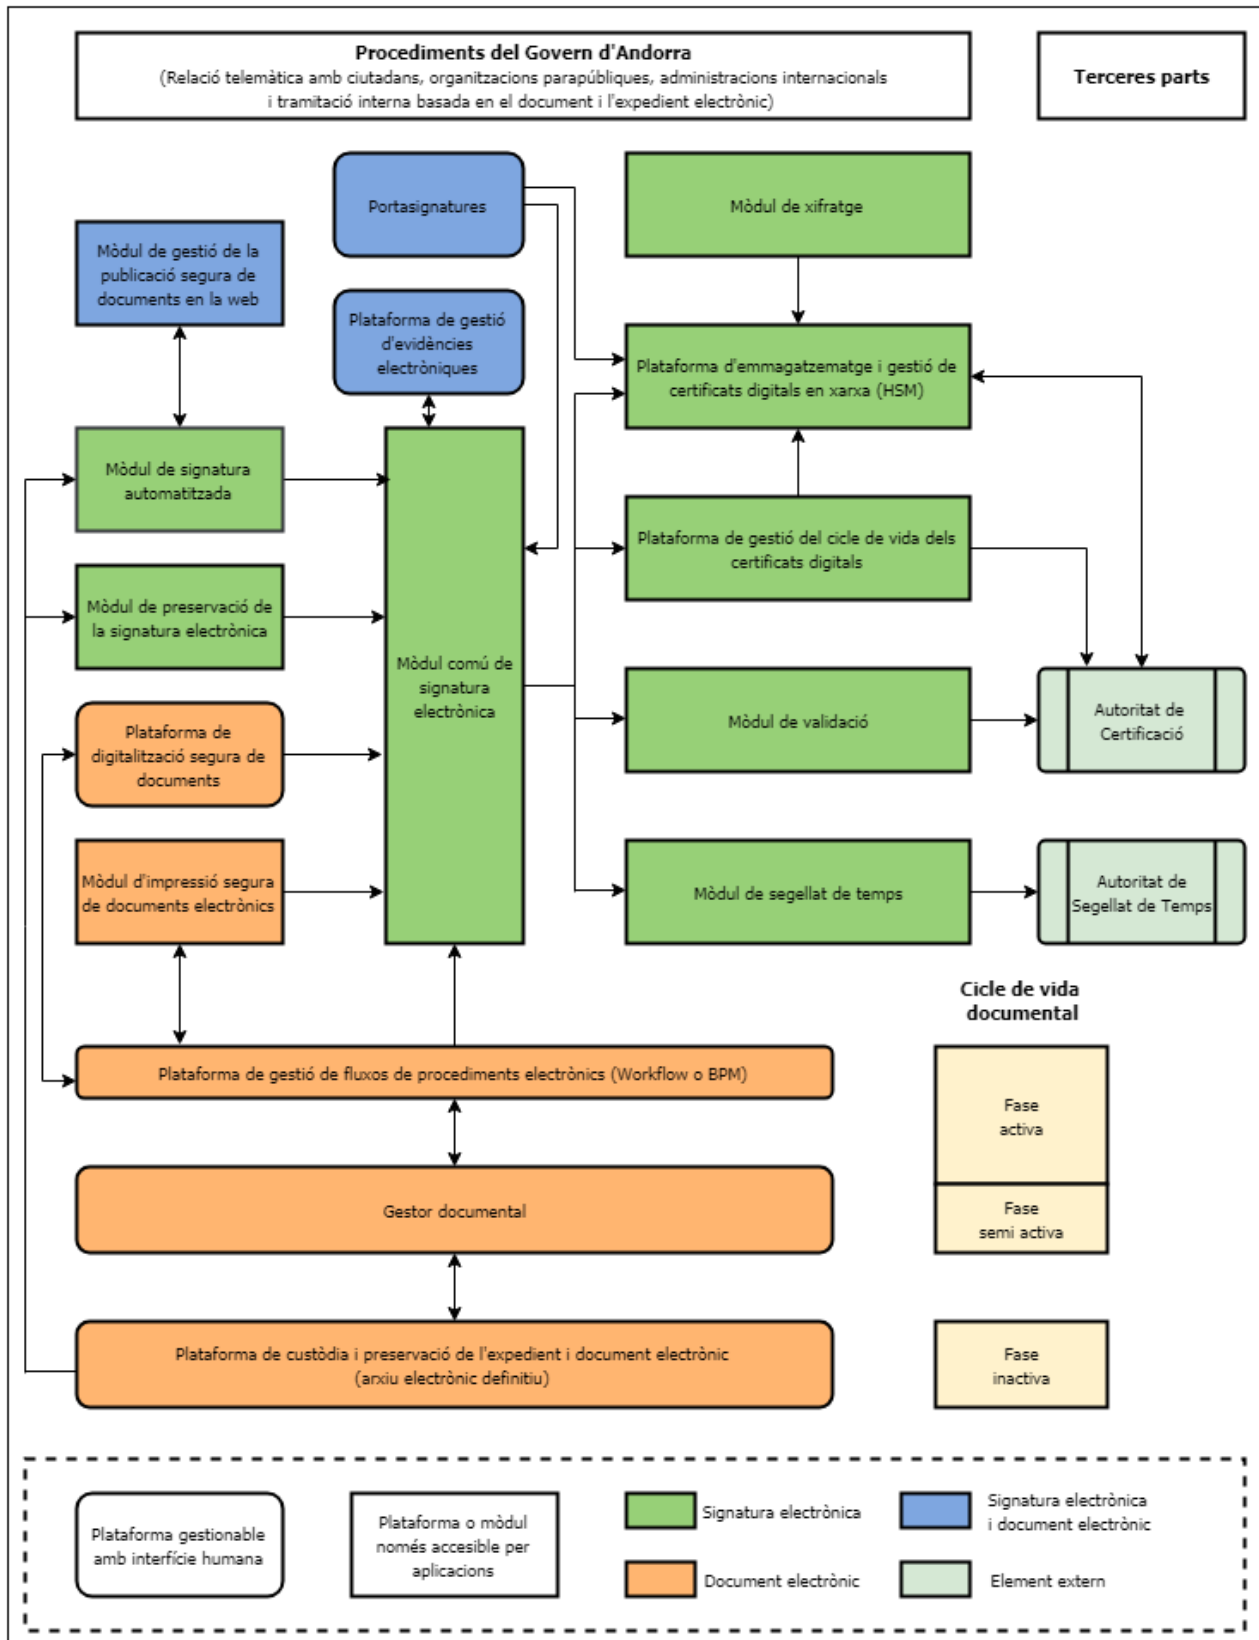 Procediments del Govern d'Andorra
(Relació telemàtica amb ciutadans, organitzacions parapúbliques, administracions internacionals
i tramitació interna basada en el document i l'expedient electrònic)
Terceres parts
Portasignatures
Mòdul de xifratge
Mòdul de gestió de la
publicació segura de
documents en la web
Plataforma de gestió
d'evidències
electròniques
Plataforma d'emmagatzematge i gestió de
certificats digitals en xarxa (HSM)
Mòdul de signatura
automatitzada
Plataforma de gestió del cicle de vida dels
certificats digitals
Mòdul de preservació de
la signatura electrònica
Mòdul comú de
signatura
electrònica
Mòdul de validació
Autoritat de
Certificació
Plataforma de
digitalització segura de
documents
Mòdul d'impressió segura
de documents electrònics
Mòdul de segellat de temps
Autoritat de
Segellat de Temps
Cicle de vida
documental
Plataforma de gestió de fluxos de procediments electrònics (Workflow o BPM)
Fase
activa
Gestor documental
Fase
semi activa
Plataforma de custòdia i preservació de l'expedient i document electrònic
(arxiu electrònic definitiu)
Fase
inactiva
Plataforma gestionable
amb interfície humana
Plataforma o mòdul
només accesible per
aplicacions
Signatura electrònica
Signatura electrònica
i document electrònic
Document electrònic
Element extern